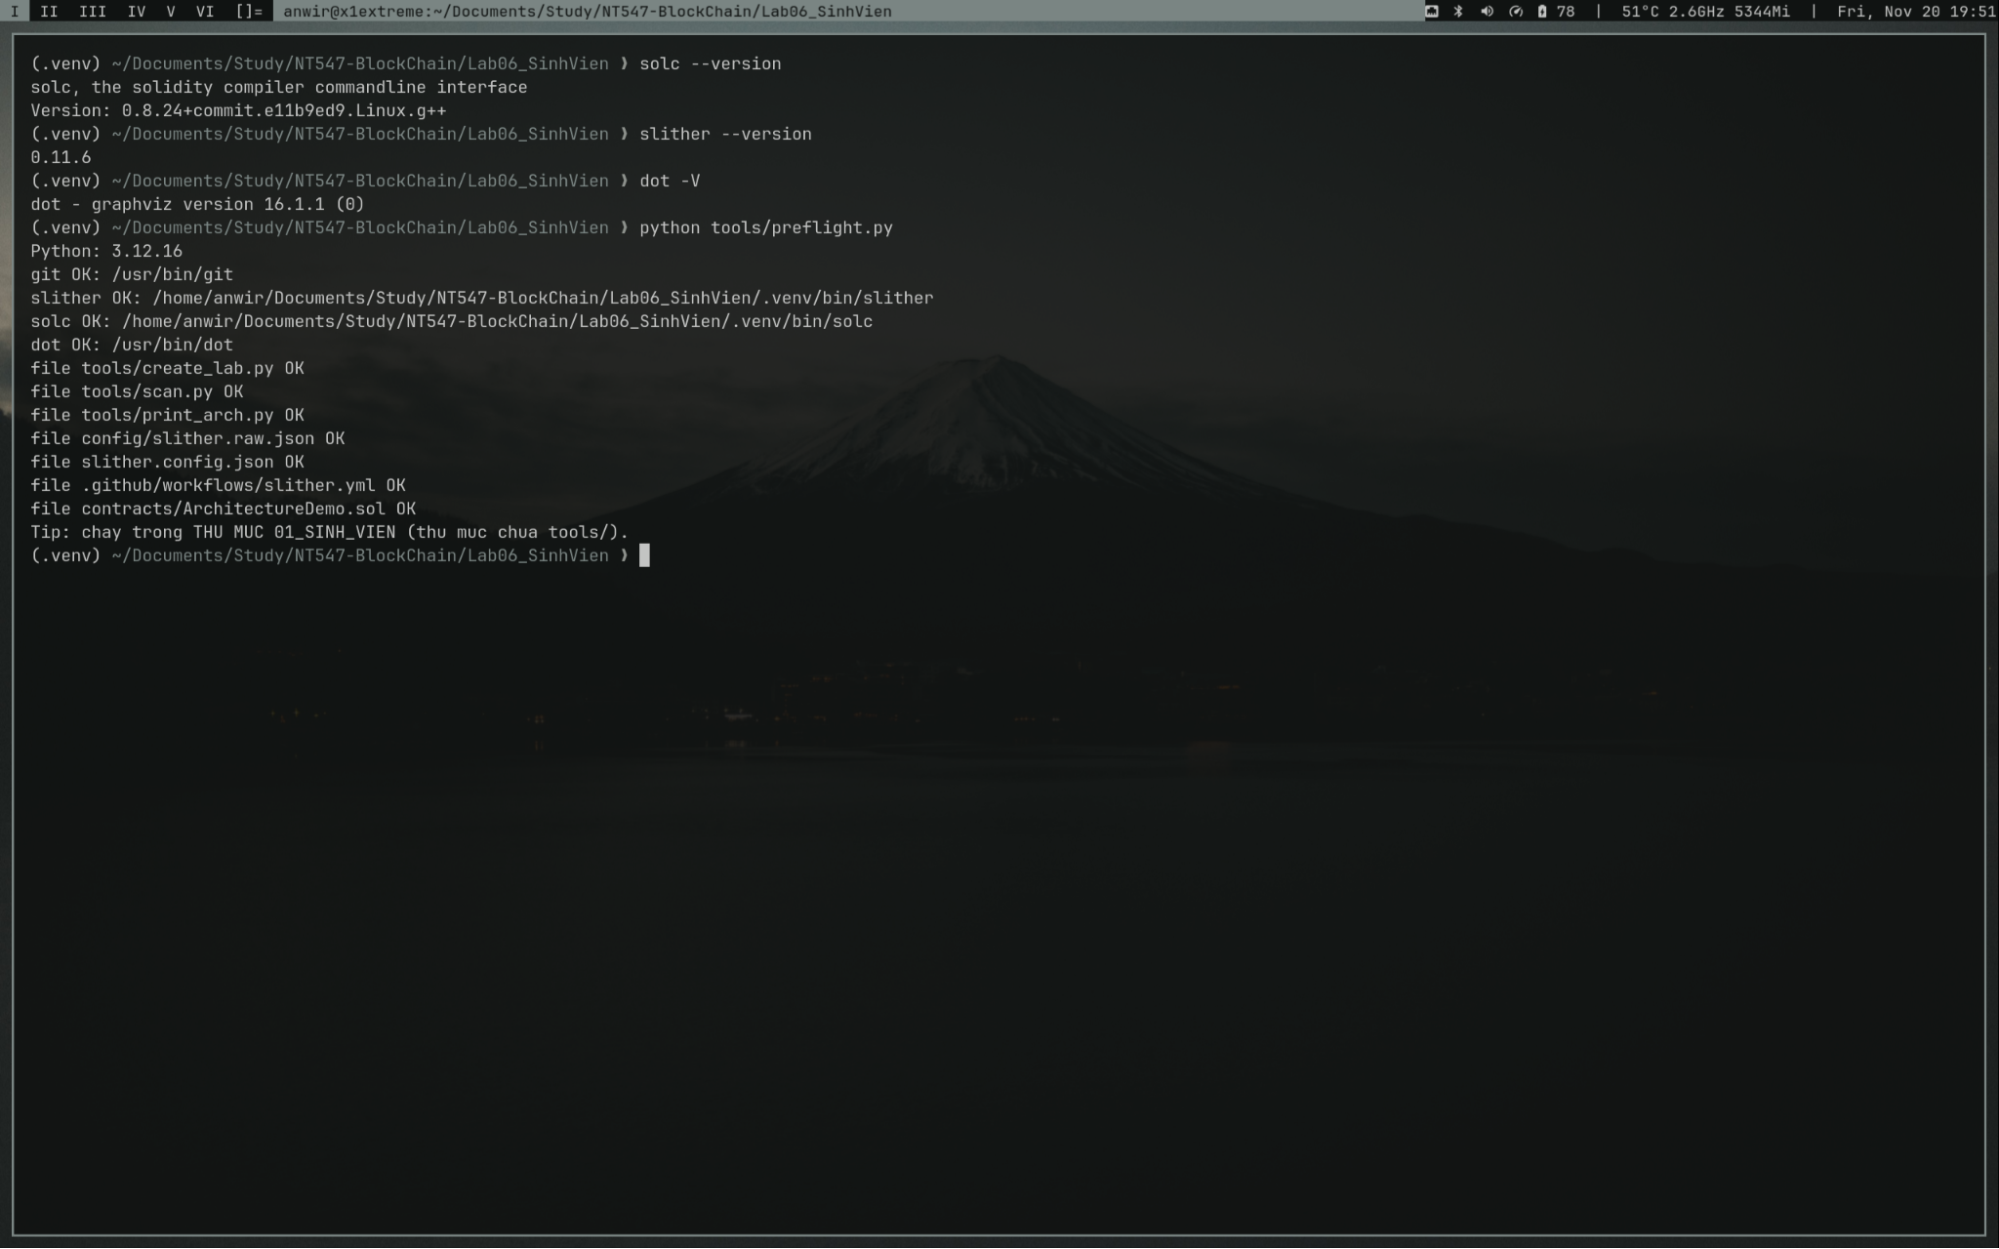 I II III IV V VI []= anwir@x1extreme:~/Documents/Study/NT547-BlockChain/Lab06_SinhVien 78 | 51°C 2.6GHz 5344Mi | Fri, Nov 20 19:51
(.venv) ~/Documents/Study/NT547-BlockChain/Lab06_SinhVien ❯ solc --version
solc, the solidity compiler commandline interface
Version: 0.8.24+commit.e11b9ed9.Linux.g++
(.venv) ~/Documents/Study/NT547-BlockChain/Lab06_SinhVien ❯ slither --version
0.11.6
(.venv) ~/Documents/Study/NT547-BlockChain/Lab06_SinhVien ❯ dot -V
dot - graphviz version 16.1.1 (0)
(.venv) ~/Documents/Study/NT547-BlockChain/Lab06_SinhVien ❯ python tools/preflight.py
Python: 3.12.16
git OK: /usr/bin/git
slither OK: /home/anwir/Documents/Study/NT547-BlockChain/Lab06_SinhVien/.venv/bin/slither
solc OK: /home/anwir/Documents/Study/NT547-BlockChain/Lab06_SinhVien/.venv/bin/solc
dot OK: /usr/bin/dot
file tools/create_lab.py OK
file tools/scan.py OK
file tools/print_arch.py OK
file config/slither.raw.json OK
file slither.config.json OK
file .github/workflows/slither.yml OK
file contracts/ArchitectureDemo.sol OK
Tip: chay trong THU MUC 01_SINH_VIEN (thu muc chua tools/).
(.venv) ~/Documents/Study/NT547-BlockChain/Lab06_SinhVien ❯